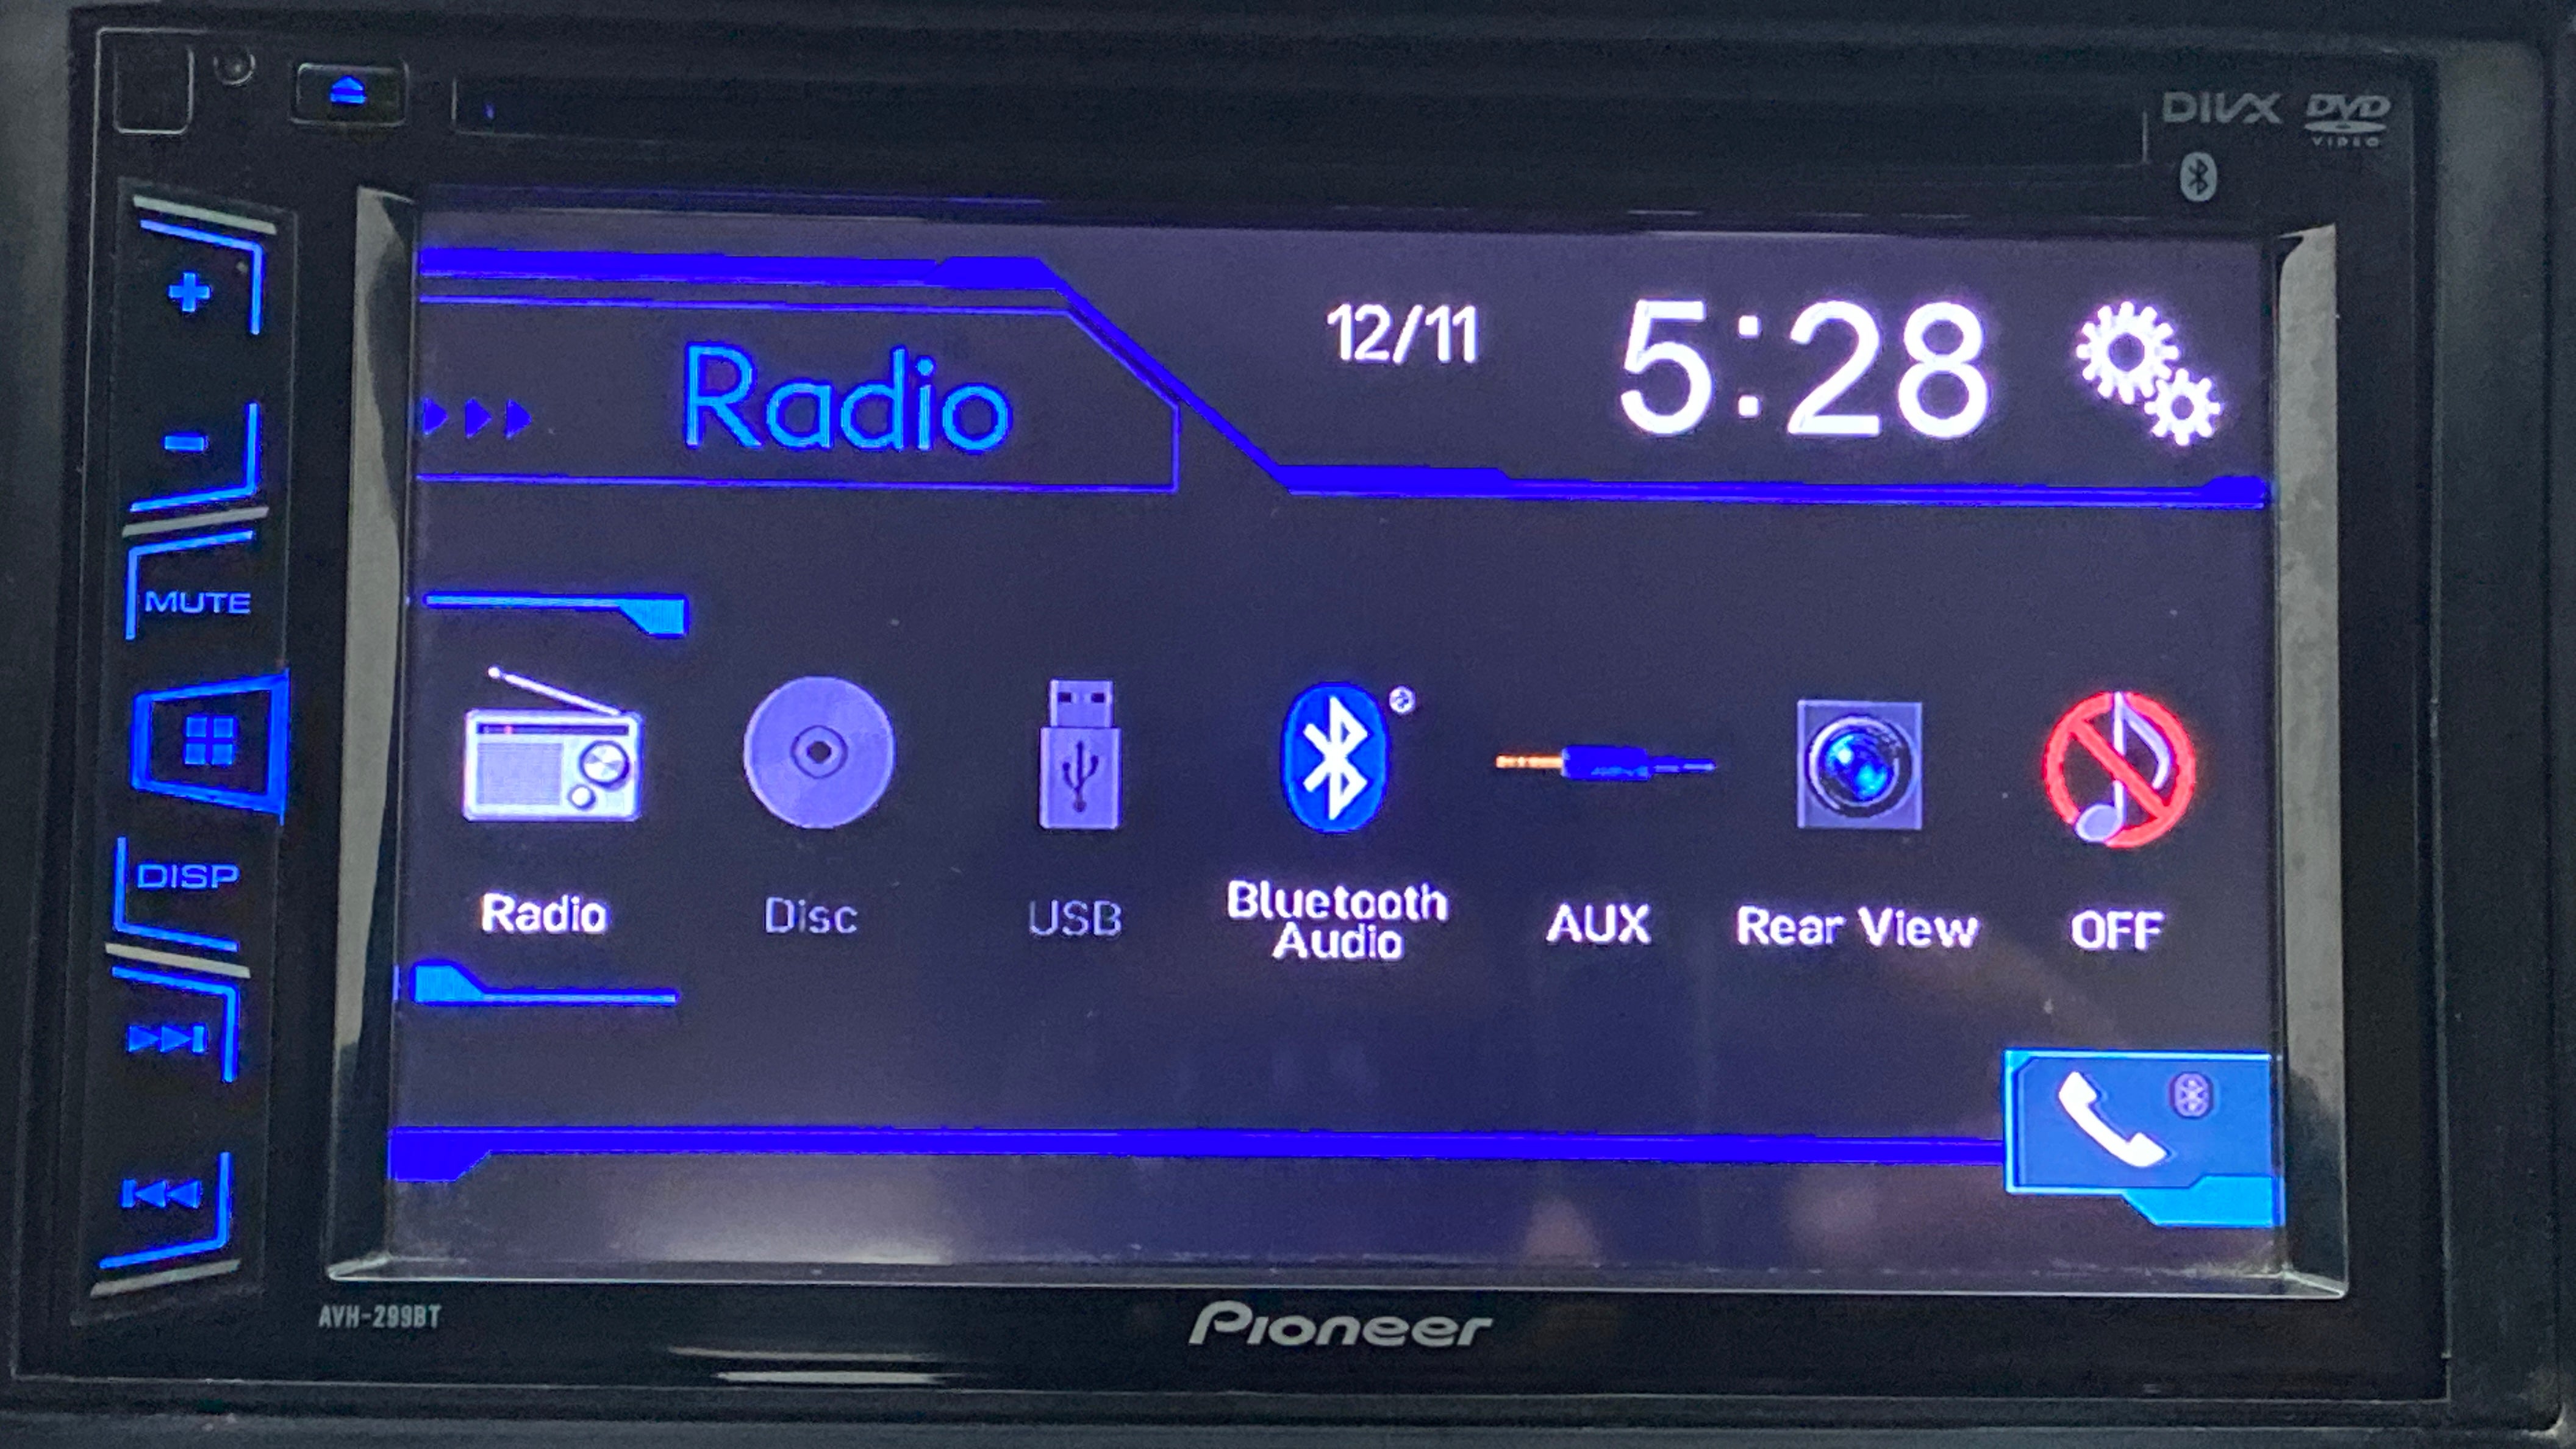 DIVX DVD
VIDEO
Radio
12/11
5:28
MUTE
DISP
Radio
Disc
USB
Bluetooth
Audio
AUX
Rear View
OFF
AVH-299BT
Pioneer